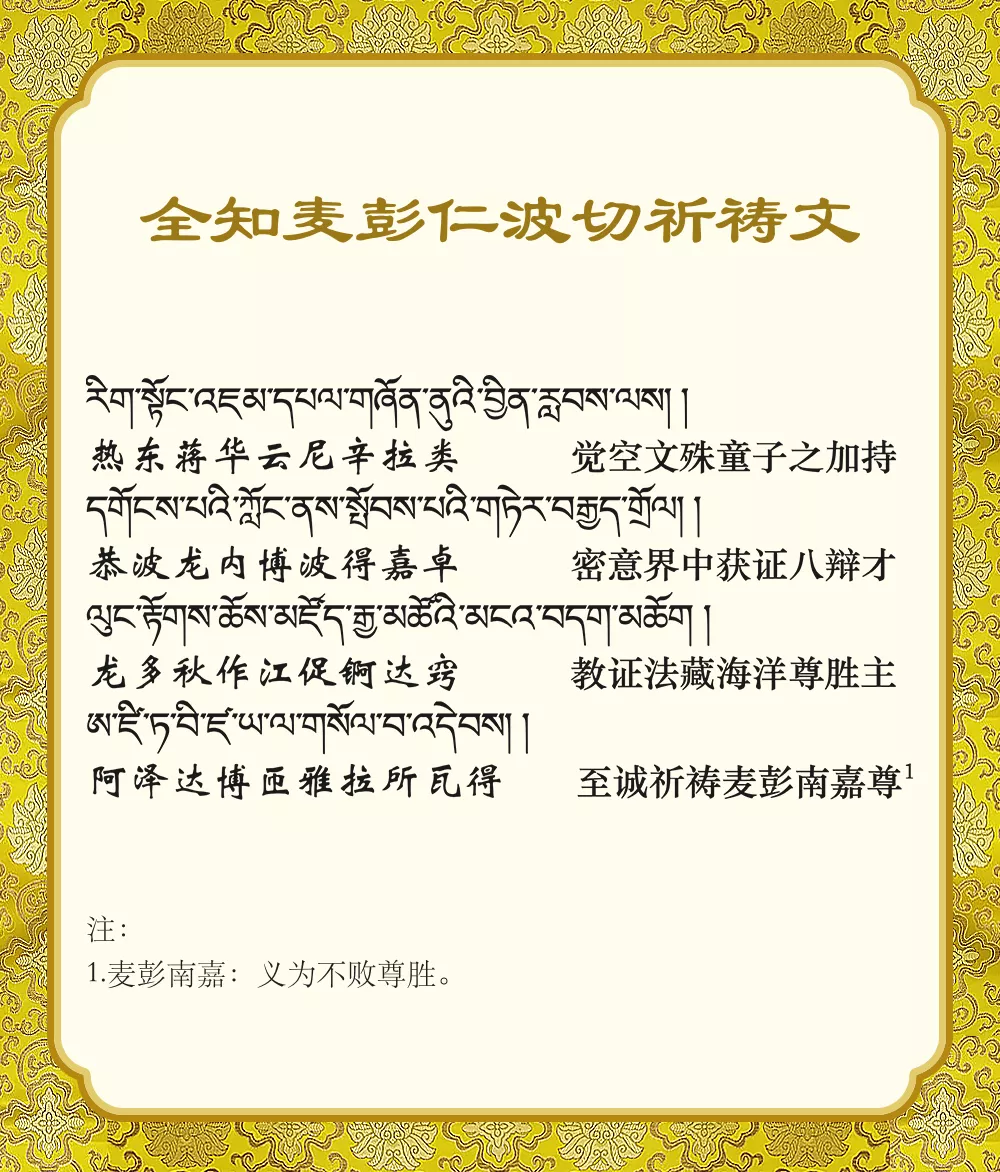 全知麦彭仁波切祈祷文
རིག་སྟོང་འཇམ་དཔལ་གཞོན་ནུའི་བྱིན་རླབས་ལས། །
热东蒋华云尼辛拉类 觉空文殊童子之加持
དགོངས་པའི་ཀློང་ནས་སྤོབས་པའི་གཏེར་བརྒྱད་གྲོལ། །
恭波龙内博波得嘉卓 密意界中获证八辩才
ལུང་རྟོགས་ཆོས་མཛོད་རྒྱ་མཚོའི་མངའ་བདག་མཆོག །
龙多秋作江促锕达窍 教证法藏海洋尊胜主
ཨ་ཛི་ཏ་བི་ཛ་ཡ་ལ་གསོལ་བ་འདེབས། །
阿泽达博匝雅拉所瓦得 至诚祈祷麦彭南嘉尊1
注：
1.麦彭南嘉：义为不败尊胜。